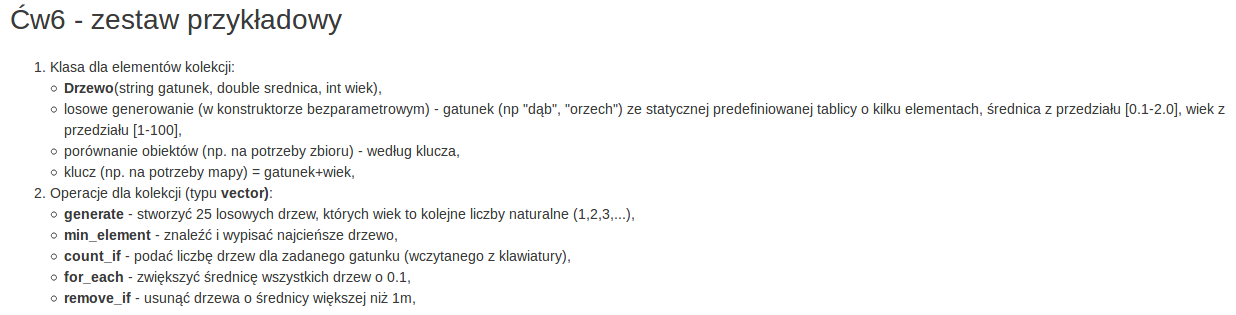 Ćw6 - zestaw przykładowy
1. Klasa dla elementów kolekcji:
○ Drzewo(string gatunek, double srednica, int wiek),
○ losowe generowanie (w konstruktorze bezparametrowym) - gatunek (np "dąb", "orzech") ze statycznej predefiniowanej tablicy o kilku elementach, średnica z przedziału [0.1-2.0], wiek z
przedziału [1-100],
○ porównanie obiektów (np. na potrzeby zbioru) - według klucza,
○ klucz (np. na potrzeby mapy) = gatunek+wiek,
2. Operacje dla kolekcji (typu vector):
○ generate - stworzyć 25 losowych drzew, których wiek to kolejne liczby naturalne (1,2,3,...),
○ min_element - znaleźć i wypisać najcieńsze drzewo,
○ count_if - podać liczbę drzew dla zadanego gatunku (wczytanego z klawiatury),
○ for_each - zwiększyć średnicę wszystkich drzew o 0.1,
○ remove_if - usunąć drzewa o średnicy większej niż 1m,